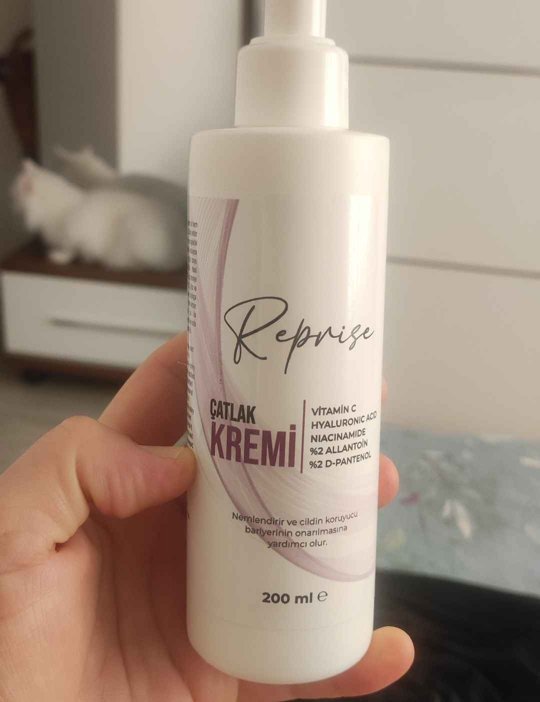 Reprise
ÇATLAK
KREMİ
VİTAMİN C
HYALURONIC ACID
NIACINAMIDE
%2 ALLANTOİN
%2 D-PANTENOL
Nemlendirir ve cildin koruyucu
bariyerinin onarılmasına
yardımcı olur.
200 ml ℮